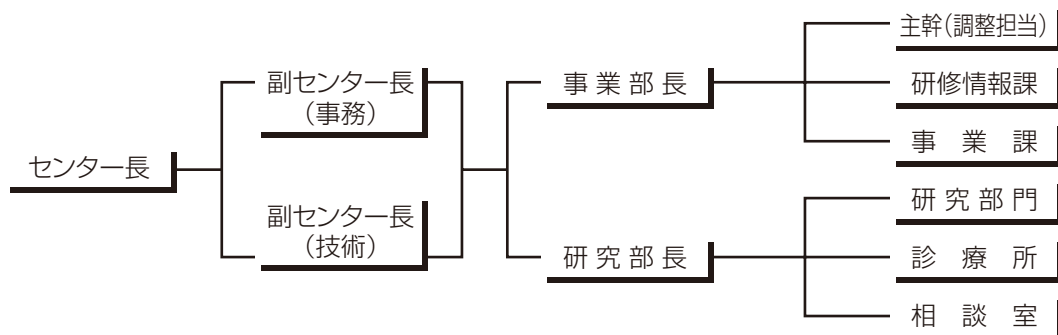 センター長
副センター長
（事務）
副センター長
（技術）
事業部長
研究部長
主幹（調整担当）
研修情報課
事業課
研究部門
診療所
相談室